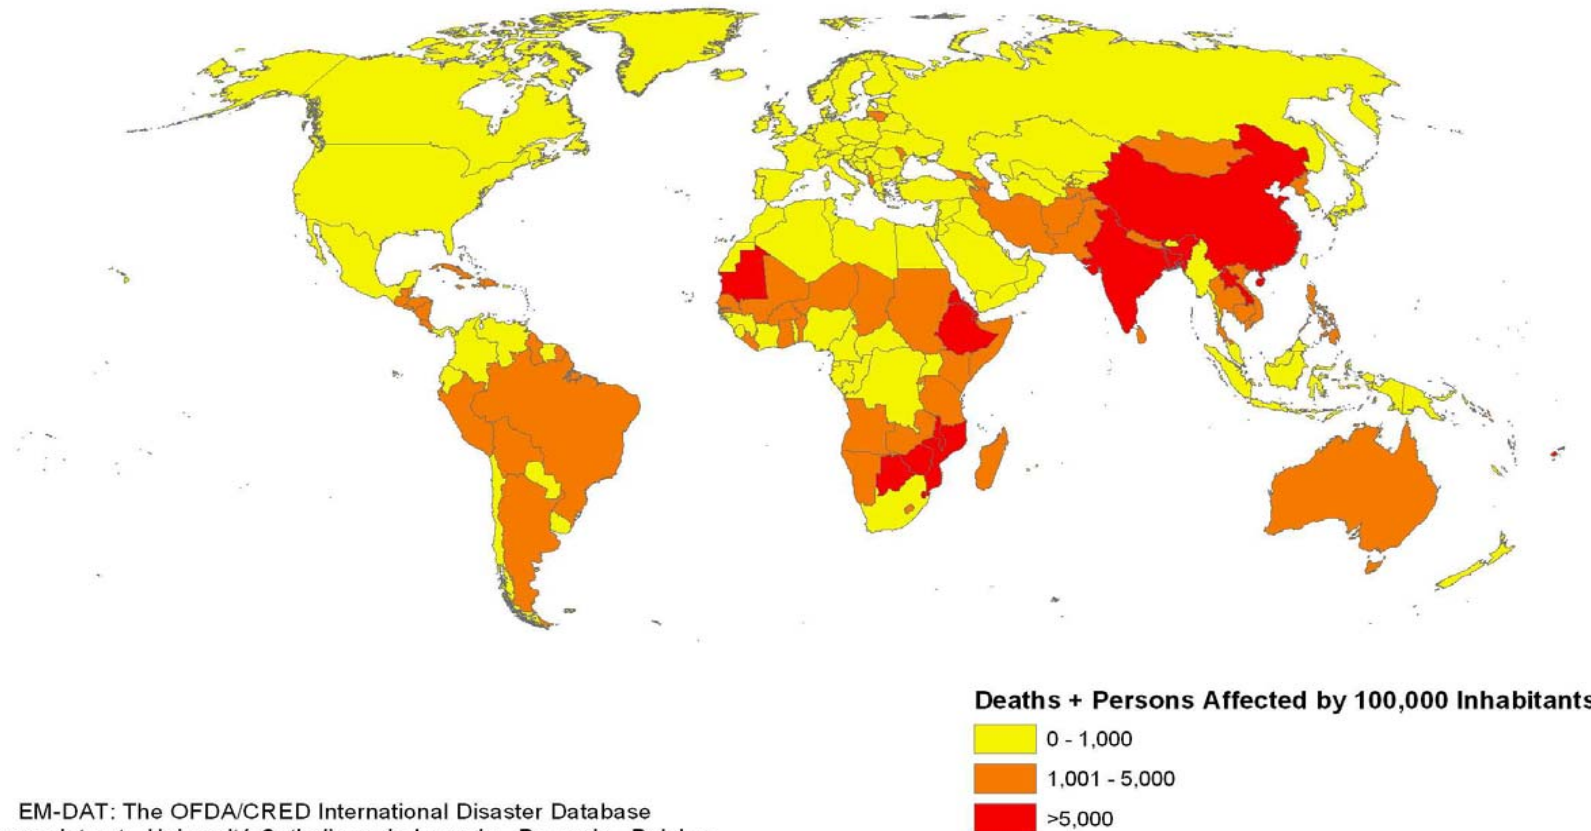 Deaths + Persons Affected by 100,000 Inhabitants
0 - 1,000
1,001 - 5,000
>5,000
EM-DAT: The OFDA/CRED International Disaster Database